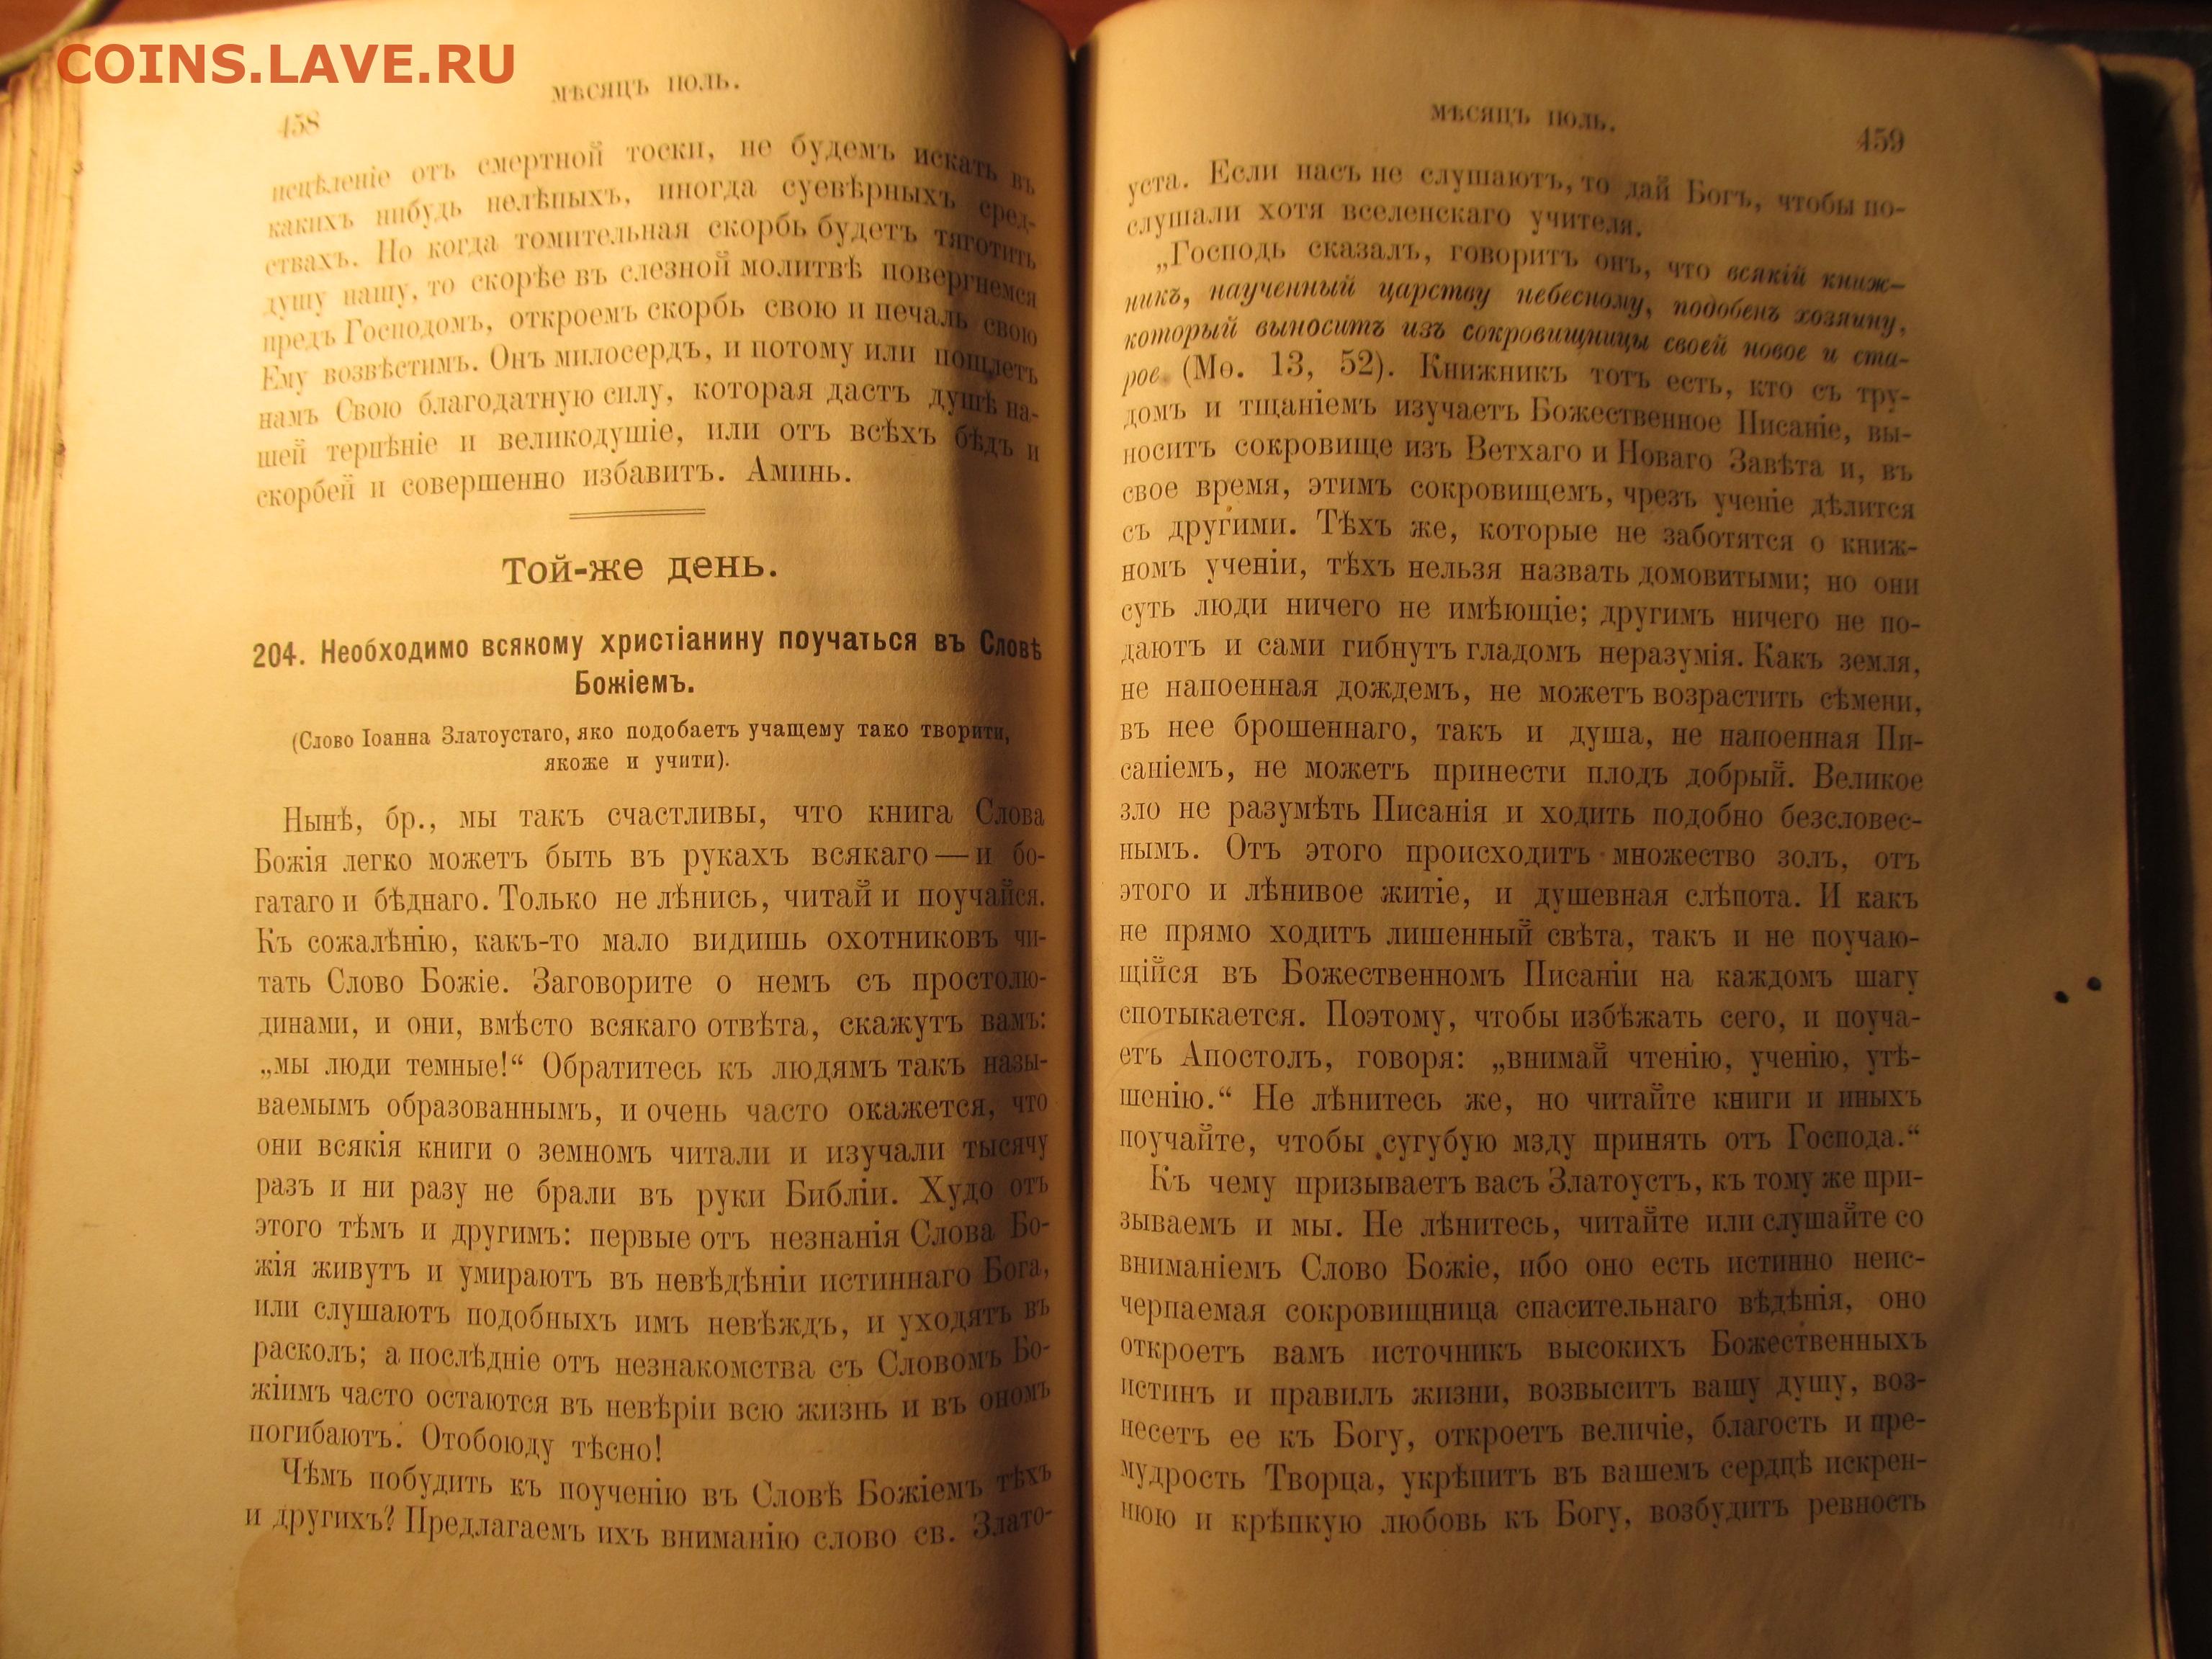 COINS.LAVE.RU
458
мѣсяцъ іюль.
исцѣленіе отъ смертной тоски, не будемъ искать въ
какихъ нибудь нелѣпыхъ, иногда суевѣрныхъ сред-
ствахъ. Но когда томительная скорбь будетъ тяготить
душу нашу, то скорѣе въ слезной молитвѣ повергнемся
предъ Господомъ, откроемъ скорбь свою и печаль свою
Ему возвѣстимъ. Онъ милосердъ, и потому или пошлетъ
намъ Свою благодатную силу, которая дастъ душѣ на-
шей терпѣніе и великодушіе, или отъ всѣхъ бѣдъ и
скорбей и совершенно избавитъ. Аминь.
Той-же день.
204. Необходимо всякому христіанину поучаться въ Словѣ
Божіемъ.
(Слово Іоанна Златоустаго, яко подобаетъ учащему тако творити,
якоже и учити).
Нынѣ, бр., мы такъ счастливы, что книга Слова
Божія легко можетъ быть въ рукахъ всякаго — и бо-
гатаго и бѣднаго. Только не лѣнись, читай и поучайся.
Къ сожалѣнію, какъ-то мало видишь охотниковъ чи-
тать Слово Божіе. Заговорите о немъ съ простолю-
динами, и они, вмѣсто всякаго отвѣта, скажутъ вамъ:
„мы люди темные!“ Обратитесь къ людямъ такъ назы-
ваемымъ образованнымъ, и очень часто окажется, что
они всякія книги о земномъ читали и изучали тысячу
разъ и ни разу не брали въ руки Библіи. Худо отъ
этого тѣмъ и другимъ: первые отъ незнанія Слова Бо-
жія живутъ и умираютъ въ невѣдѣніи истиннаго Бога,
или слушаютъ подобныхъ имъ невѣждъ, и уходятъ въ
расколъ; а послѣдніе отъ незнакомства съ Словомъ Бо-
жіимъ часто остаются въ невѣріи всю жизнь и въ ономъ
погибаютъ. Отобоюду тѣсно!
Чѣмъ побудить къ поученію въ Словѣ Божіемъ тѣхъ
и другихъ? Предлагаемъ ихъ вниманію слово св. Злато-
мѣсяцъ іюль.
459
уста. Если насъ не слушаютъ, то дай Богъ, чтобы по-
слушали хотя вселенскаго учителя.
„Господь сказалъ, говоритъ онъ, что всякій книж-
никъ, наученный царству небесному, подобенъ хозяину,
который выноситъ изъ сокровищницы своей новое и ста-
рое (Мѳ. 13, 52). Книжникъ тотъ есть, кто съ тру-
домъ и тщаніемъ изучаетъ Божественное Писаніе, вы-
носитъ сокровище изъ Ветхаго и Новаго Завѣта и, въ
свое время, этимъ сокровищемъ, чрезъ ученіе дѣлится
съ другими. Тѣхъ же, которые не заботятся о книж-
номъ ученіи, тѣхъ нельзя назвать домовитыми; но они
суть люди ничего не имѣющіе; другимъ ничего не по-
даютъ и сами гибнутъ гладомъ неразумія. Какъ земля,
не напоенная дождемъ, не можетъ возрастить сѣмени,
въ нее брошеннаго, такъ и душа, не напоенная Пи-
саніемъ, не можетъ принести плодъ добрый. Великое
зло не разумѣть Писанія и ходить подобно безсловес-
нымъ. Отъ этого происходитъ множество золъ, отъ
этого и лѣнивое житіе, и душевная слѣпота. И какъ
не прямо ходитъ лишенный свѣта, такъ и не поучаю-
щійся въ Божественномъ Писаніи на каждомъ шагу
спотыкается. Поэтому, чтобы избѣжать сего, и поуча-
етъ Апостолъ, говоря: „внимай чтенію, ученію, утѣ-
шенію.“ Не лѣнитесь же, но читайте книги и иныхъ
поучайте, чтобы сугубую мзду принять отъ Господа.“
Къ чему призываетъ васъ Златоустъ, къ тому же при-
зываемъ и мы. Не лѣнитесь, читайте или слушайте со
вниманіемъ Слово Божіе, ибо оно есть истинно неис-
черпаемая сокровищница спасительнаго вѣдѣнія, оно
откроетъ вамъ источникъ высокихъ Божественныхъ
истинъ и правилъ жизни, возвыситъ вашу душу, воз-
несетъ ее къ Богу, откроетъ величіе, благость и пре-
мудрость Творца, укрѣпитъ въ вашемъ сердцѣ искрен-
нюю и крѣпкую любовь къ Богу, возбудитъ ревность